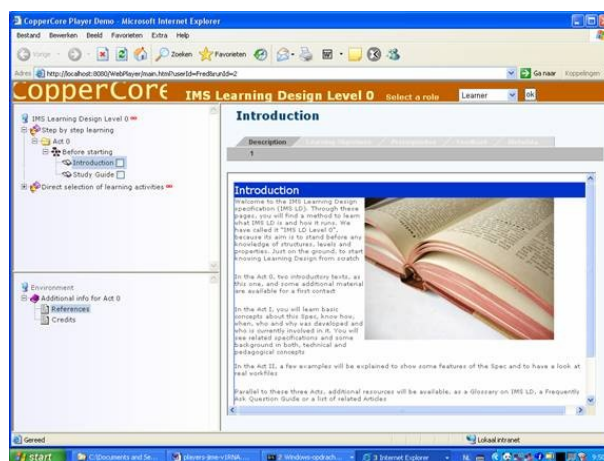 CopperCore Player Demo - Microsoft Internet Explorer
Bestand Bewerken Beeld Favorieten Extra Help
Vorige Zoeken Favorieten
Adres http://localhost:8080/WebPlayer/main.htm?userId=Fred&runId=2 Ga naar Koppelingen
COPPERCORE IMS Learning Design Level 0 Select a role Learner ok
IMS Learning Design Level 0
Step by step learning
Act 0
Before starting
Introduction
Study Guide
Direct selection of learning activities
Environment
Additional info for Act 0
References
Credits
Introduction
Description
1
Introduction
Welcome to the IMS Learning Design
specification (IMS LD). Through these
pages, you will find a method to learn
what IMS LD is and how it runs. We
have called it "IMS LD Level 0",
because its aim is to stand before any
knowledge of structures, levels and
properties. Just on the ground, to start
knowing Learning Design from scratch
In the Act 0, two introductory texts, as
this one, and some additional material
are available for a first context
In the Act I, you will learn basic
concepts about this Spec, know how,
when, who and why was developed and
who is currently involved in it. You will
see related specifications and some
background in both, technical and
pedagogical concepts
In the Act II, a few examples will be explained to show some features of the Spec and to have a look at
real workfiles
Parallel to these three Acts, additional resources will be available, as a Glossary on IMS LD, a Frequently
Ask Question Guide or a list of related Articles
Gereed Lokaal intranet
start C:\Documents and Se... 2 Windows-opdrach... 3 Internet Explorer NL